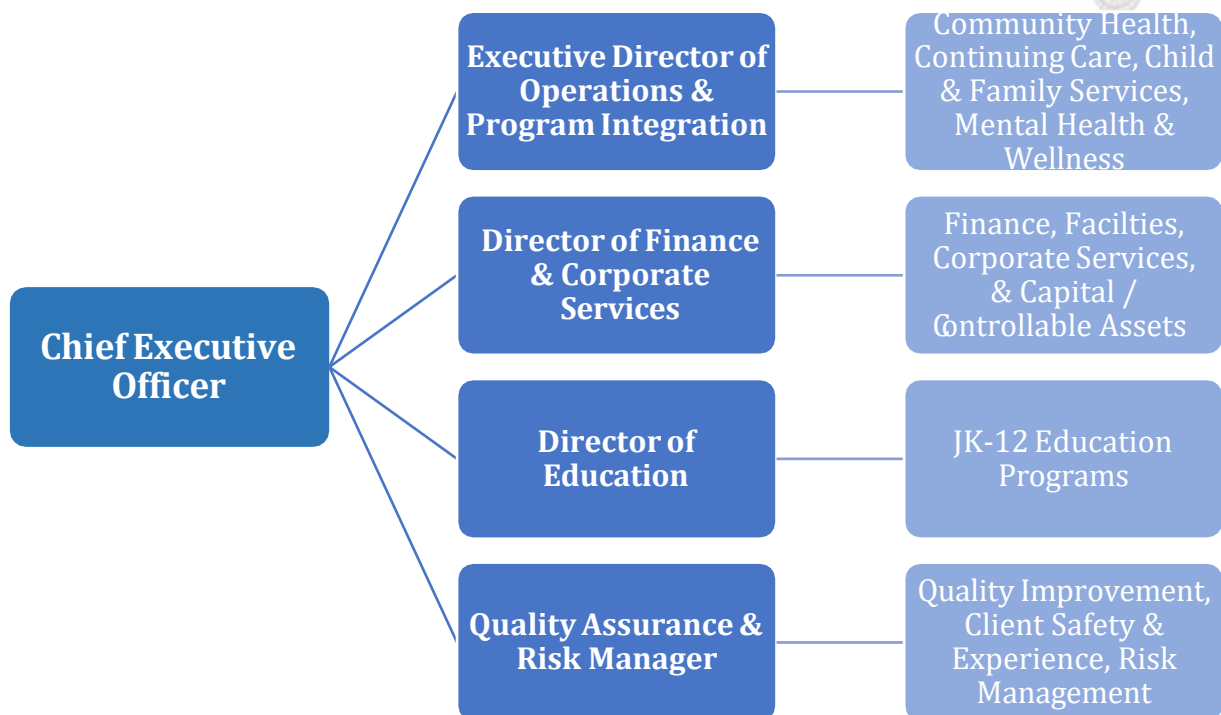 Chief Executive
Officer
Executive Director of
Operations &
Program Integration
Community Health,
Continuing Care, Child
& Family Services,
Mental Health &
Wellness
Director of Finance
& Corporate
Services
Finance, Facilties,
Corporate Services,
& Capital /
Controllable Assets
Director of
Education
JK-12 Education
Programs
Quality Assurance &
Risk Manager
Quality Improvement,
Client Safety &
Experience, Risk
Management